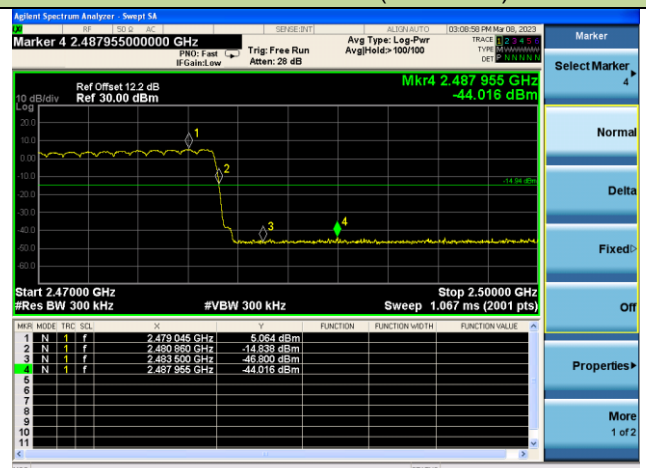 Agilent Spectrum Analyzer - Swept SA
RF 50 Ω AC SENSE:INT ALIGN AUTO 03:08:58 PM Mar 08, 2023
Marker 4 2.487955000000 GHz
PNO: Fast
IFGain:Low
Trig: Free Run
Atten: 28 dB
Avg Type: Log-Pwr
Avg|Hold:> 100/100
TRACE 1 2 3 4 5 6
TYPE M
DET P N N N N N
Ref Offset 12.2 dB
10 dB/div Ref 30.00 dBm
Log
Mkr4 2.487 955 GHz
-44.016 dBm
20.0
10.0
0.00
-10.0
-20.0
-30.0
-40.0
-50.0
-60.0
1
2
3
4
-14.94 dBm
Start 2.47000 GHz
Stop 2.50000 GHz
#Res BW 300 kHz #VBW 300 kHz Sweep 1.067 ms (2001 pts)
MKR MODE TRC SCL X Y FUNCTION FUNCTION WIDTH FUNCTION VALUE
1 N 1 f 2.479 045 GHz 5.064 dBm
2 N 1 f 2.480 860 GHz -14.838 dBm
3 N 1 f 2.483 500 GHz -46.800 dBm
4 N 1 f 2.487 955 GHz -44.016 dBm
5
6
7
8
9
10
11
Marker
Select Marker
4
Normal
Delta
Fixed
Off
Properties
More
1 of 2